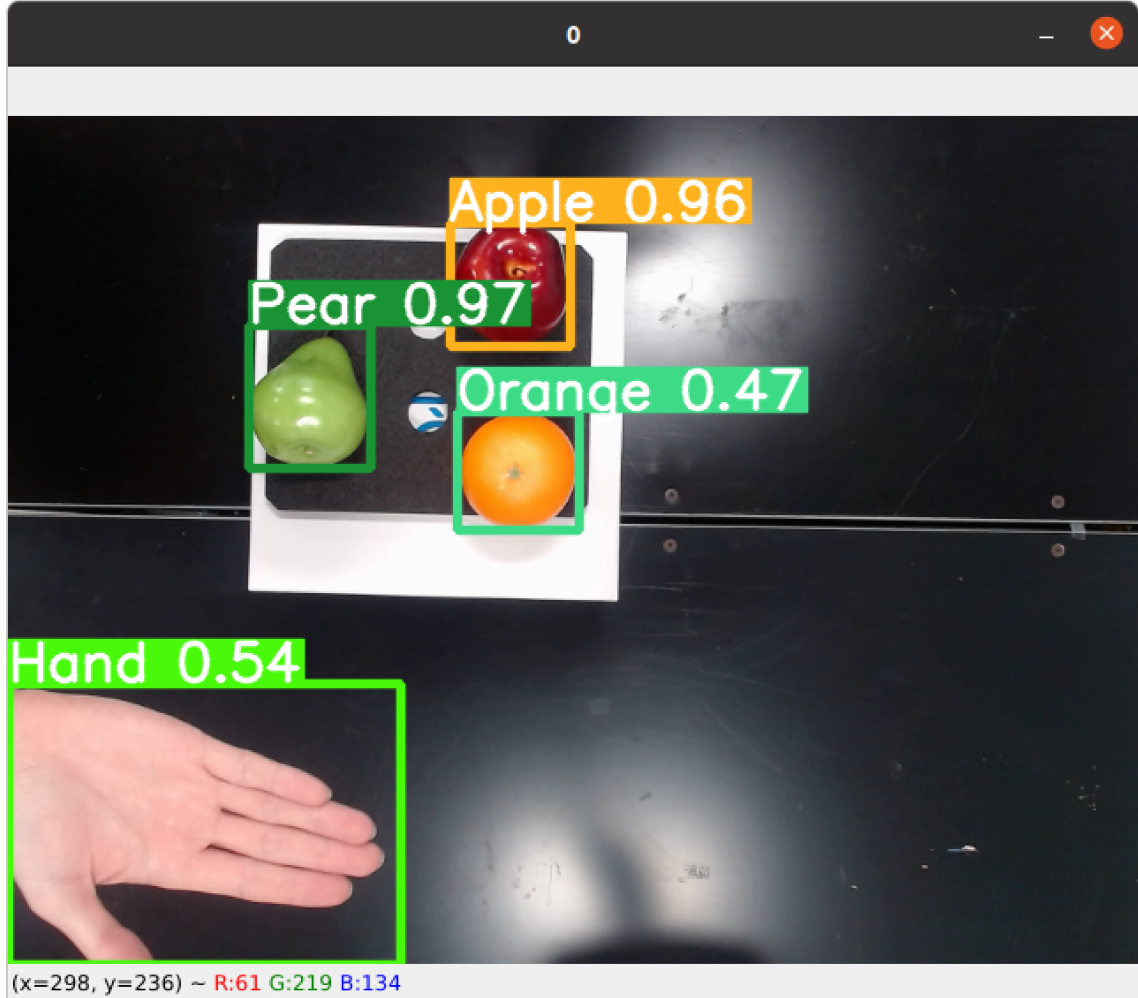 0
Apple 0.96
Pear 0.97
Orange 0.47
Hand 0.54
(x=298, y=236) ~ R:61 G:219 B:134